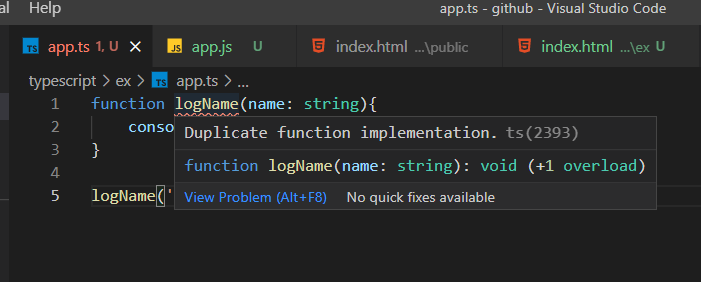 Help
app.ts - github - Visual Studio Code
TS app.ts 1, U JS app.js U index.html ...\public index.html ...\ex U
typescript > ex > TS app.ts > ...
1 function logName(name: string){
2 conso
3 }
4
5 logName('
Duplicate function implementation. ts(2393)
function logName(name: string): void (+1 overload)
View Problem (Alt+F8) No quick fixes available